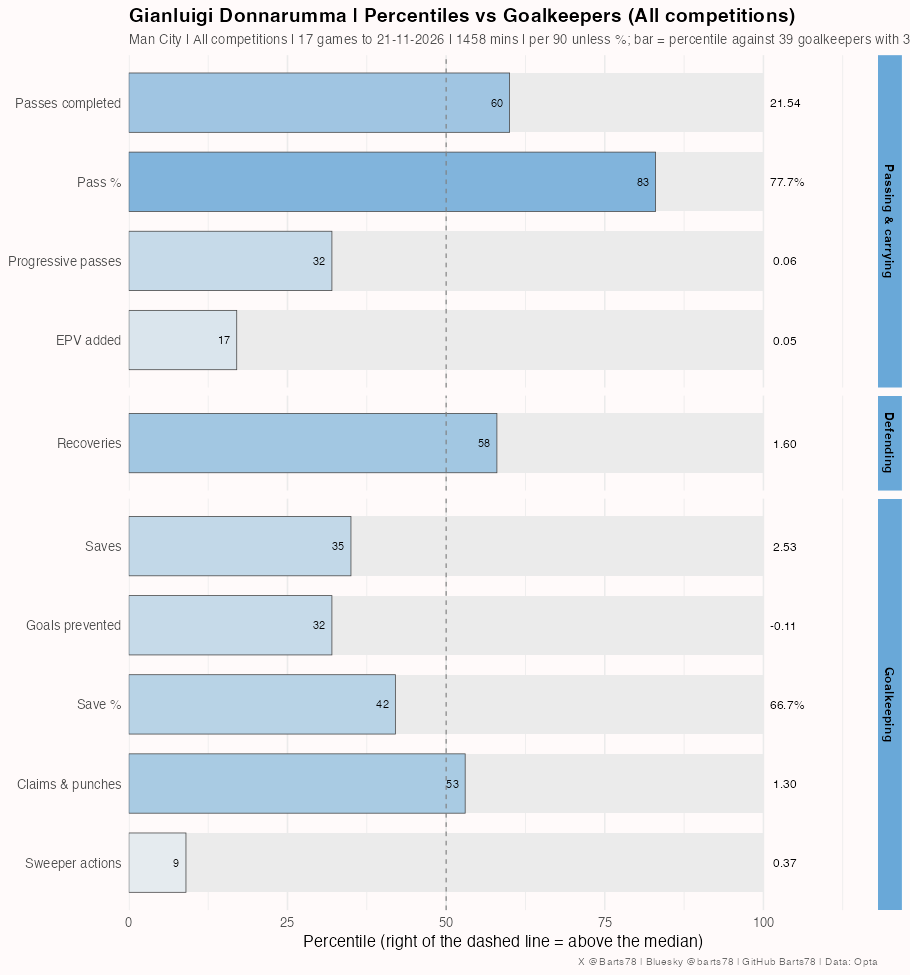 Gianluigi Donnarumma | Percentiles vs Goalkeepers (All competitions)
Man City | All competitions | 17 games to 21-11-2026 | 1458 mins | per 90 unless %; bar = percentile against 39 goalkeepers with 3
Passes completed 60 21.54
Pass % 83 77.7%
Progressive passes 32 0.06
EPV added 17 0.05
Passing & carrying
Recoveries 58 1.60
Defending
Saves 35 2.53
Goals prevented 32 -0.11
Save % 42 66.7%
Claims & punches 53 1.30
Sweeper actions 9 0.37
Goalkeeping
0 25 50 75 100
Percentile (right of the dashed line = above the median)
X @Barts78 | Bluesky @barts78 | GitHub Barts78 | Data: Opta